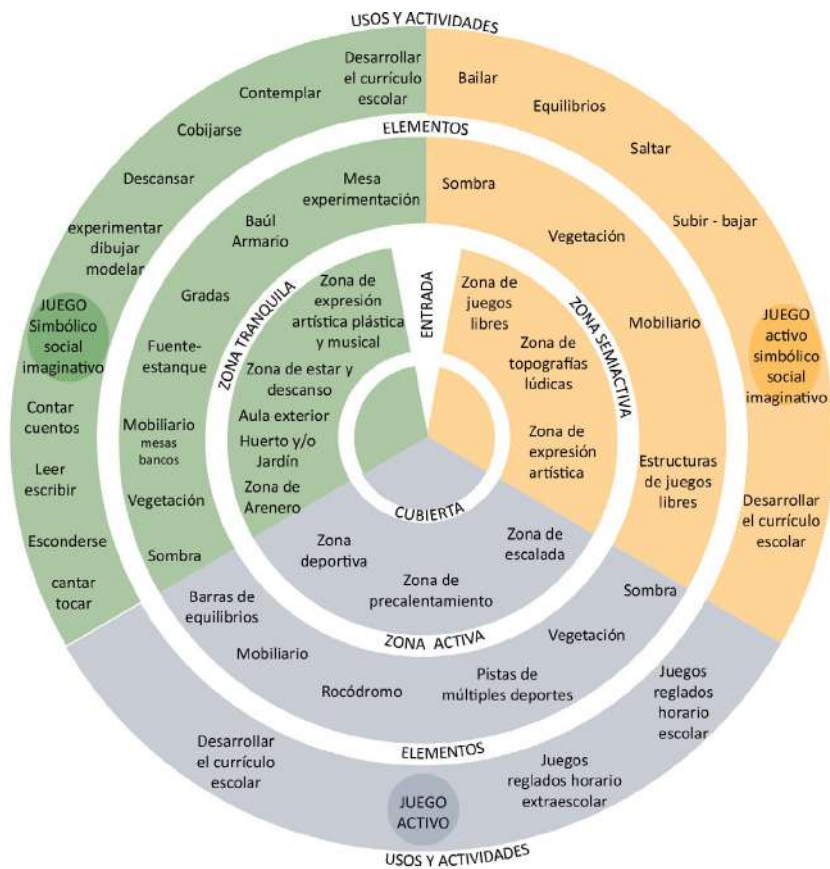 USOS Y ACTIVIDADES
Desarrollar
el currículo
escolar
Contemplar
Cobijarse
Descansar
experimentar
dibujar
modelar
JUEGO
Simbólico
social
imaginativo
Contar
cuentos
Leer
escribir
Esconderse
cantar
tocar
Bailar
Equilibrios
Saltar
Subir - bajar
JUEGO
activo
simbólico
social
imaginativo
Desarrollar
el currículo
escolar
ELEMENTOS
Mesa
experimentación
Baúl
Armario
Gradas
Fuente-
estanque
Mobiliario
mesas
bancos
Vegetación
Sombra
Sombra
Vegetación
Mobiliario
Estructuras
de juegos
libres
ZONA TRANQUILA
ENTRADA
ZONA SEMIACTIVA
Zona de
expresión
artística plástica
y musical
Zona de estar y
descanso
Aula exterior
Huerto y/o
Jardín
Zona de
Arenero
Zona de
juegos
libres
Zona de
topografías
lúdicas
Zona de
expresión
artística
CUBIERTA
Zona
deportiva
Zona de
precalentamiento
Zona de
escalada
ZONA ACTIVA
Barras de
equilibrios
Mobiliario
Rocódromo
Pistas de
múltiples deportes
Vegetación
Sombra
ELEMENTOS
Desarrollar
el currículo
escolar
JUEGO
ACTIVO
Juegos
reglados horario
extraescolar
Juegos
reglados
horario
escolar
USOS Y ACTIVIDADES